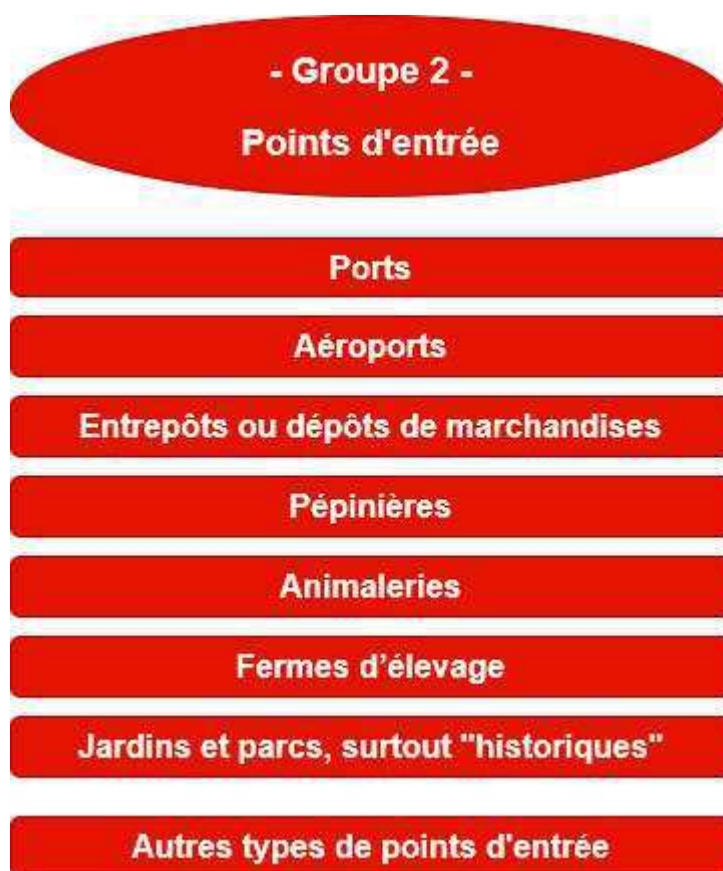 - Groupe 2 -
Points d'entrée
Ports
Aéroports
Entrepôts ou dépôts de marchandises
Pépinières
Animaleries
Fermes d’élevage
Jardins et parcs, surtout "historiques"
Autres types de points d'entrée